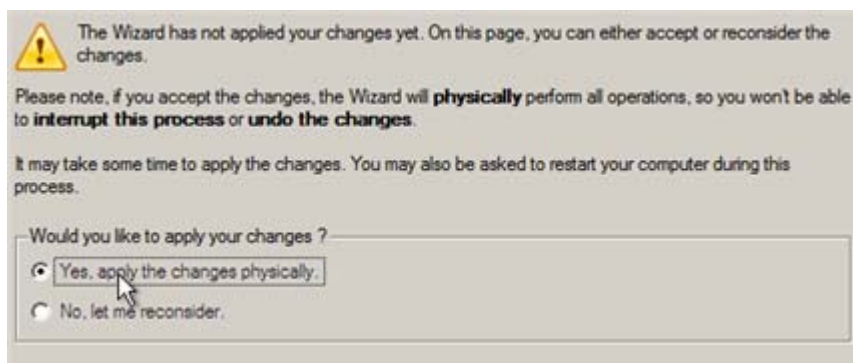 The Wizard has not applied your changes yet. On this page, you can either accept or reconsider the
changes.
Please note, if you accept the changes, the Wizard will physically perform all operations, so you won't be able
to interrupt this process or undo the changes.
It may take some time to apply the changes. You may also be asked to restart your computer during this
process.
Would you like to apply your changes ?
Yes, apply the changes physically.
No, let me reconsider.